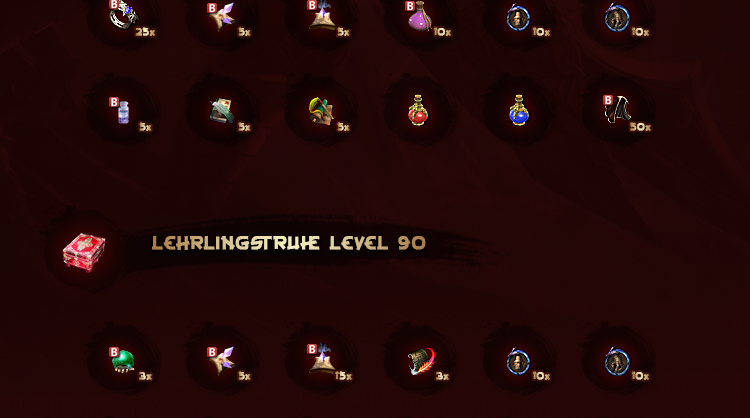 B B B B
25x 5x 5x 10x 10x 10x
B B
5x 5x 5x 50x
LEHRLINGSTRUHE LEVEL 90
B B B
3x 5x 15x 3x 10x 10x